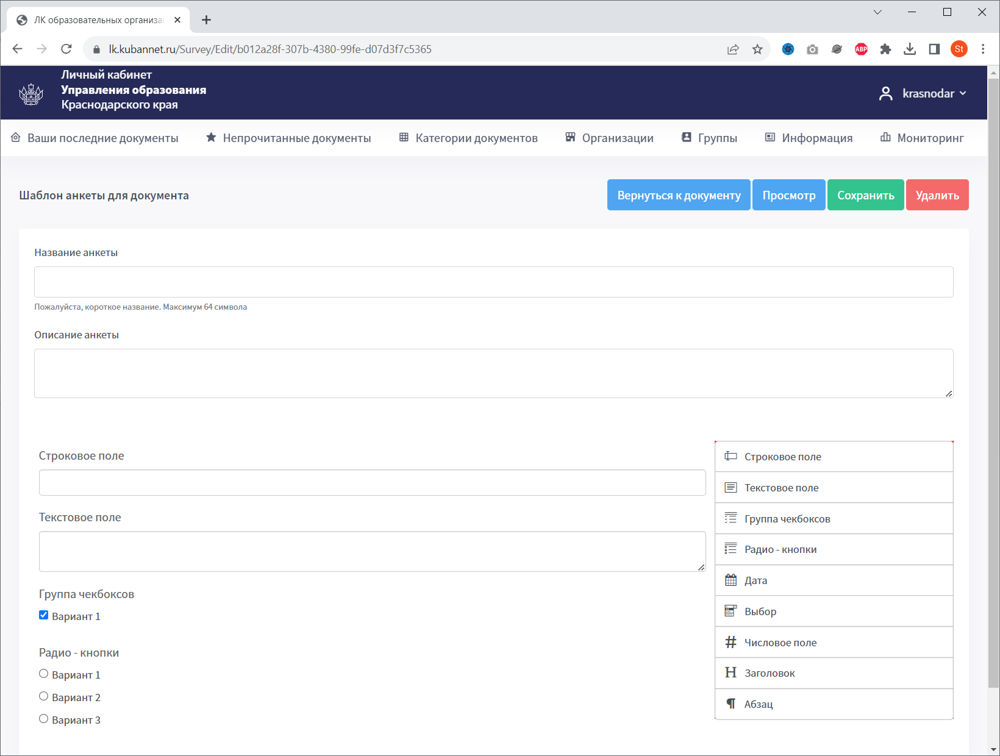 ЛК образовательных организа
lk.kubannet.ru/Survey/Edit/b012a28f-307b-4380-99fe-d07d3f7c5365
ABP
St
Личный кабинет
Управления образования
Краснодарского края
krasnodar
Ваши последние документы
Непрочитанные документы
Категории документов
Организации
Группы
Информация
Мониторинг
Шаблон анкеты для документа
Вернуться к документу
Просмотр
Сохранить
Удалить
Название анкеты
Пожалуйста, короткое название. Максимум 64 символа
Описание анкеты
Строковое поле
Текстовое поле
Группа чекбоксов
Вариант 1
Радио - кнопки
Вариант 1
Вариант 2
Вариант 3
Строковое поле
Текстовое поле
Группа чекбоксов
Радио - кнопки
Дата
Выбор
# Числовое поле
H Заголовок
¶ Абзац